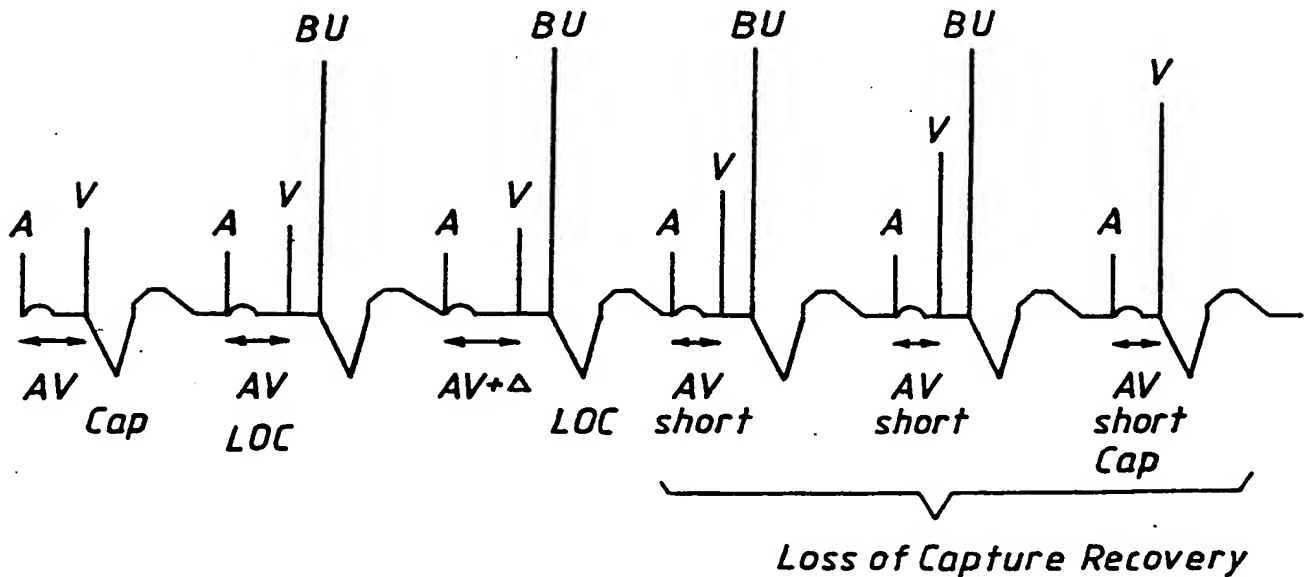 BU BU BU BU
V
V
V
A V A V A V A A A
AV AV AV+Δ AV AV AV
Cap LOC LOC short short short
Cap
Loss of Capture Recovery